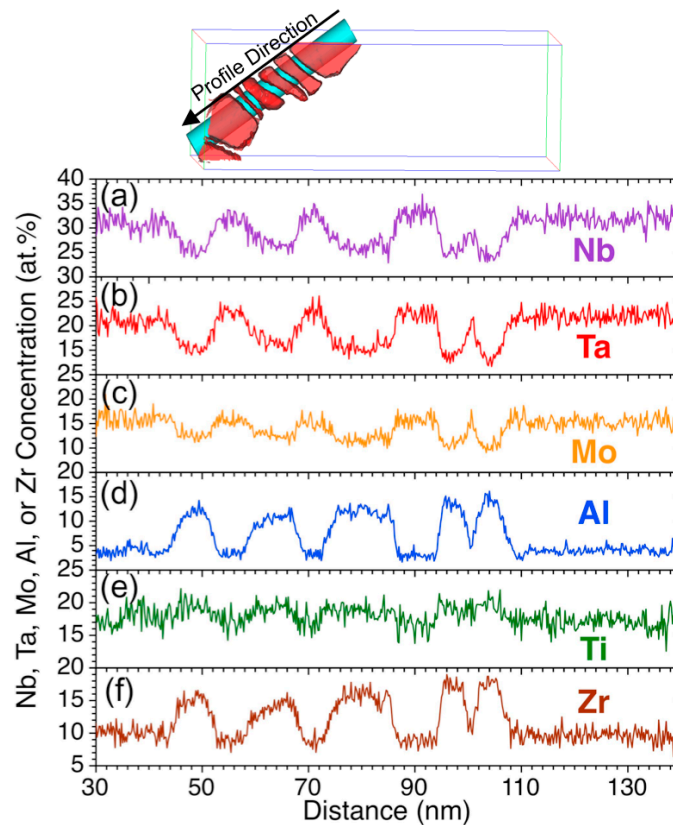 Profile Direction
Nb, Ta, Mo, Al, or Zr Concentration (at.%)
40
(a)
35
30
25
Nb
30
(b)
25
20
15
Ta
25
(c)
20
15
10
Mo
20
(d)
15
10
5
Al
25
(e)
20
15
Ti
20
(f)
15
10
5
Zr
30 50 70 90 110 130
Distance (nm)